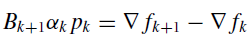 B_{k+1}α_k p_k = ∇f_{k+1} − ∇f_k